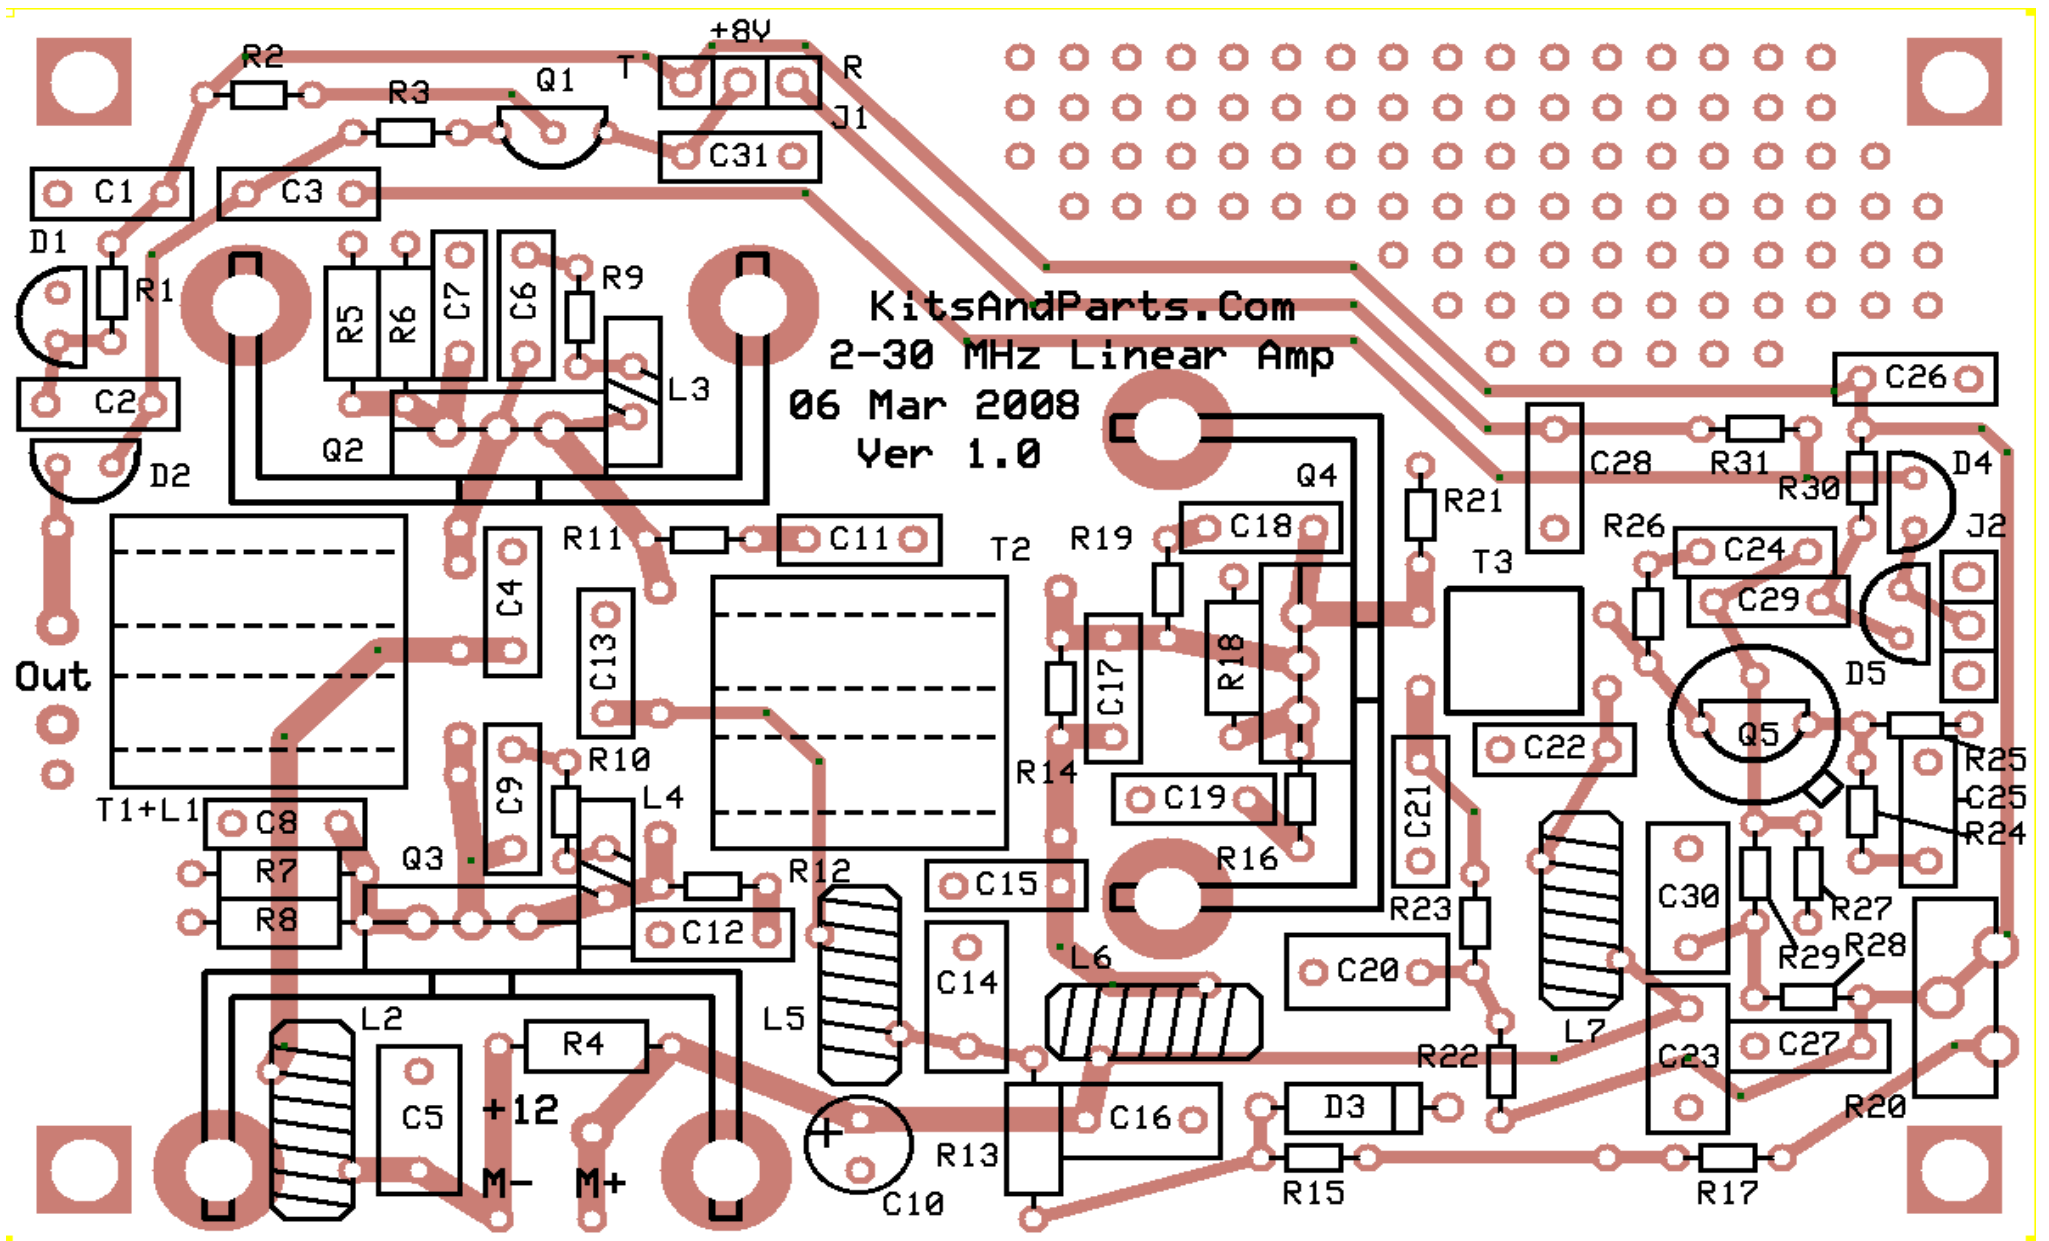 +8V
R2
T
R
Q1
R3
J1
C31
C1
C3
D1
R1
R5
R6
C7
C6
R9
KitsAndParts.Com
2-30 MHz Linear Amp
06 Mar 2008
Ver 1.0
L3
C2
C26
Q2
D2
Q4
C28
R31
D4
R30
R21
R11
C11
T2
R19
C18
R26
J2
C24
T3
C4
C13
C29
Out
C17
R18
D5
Q5
C22
R25
R10
R14
C9
L4
C19
C21
C25
T1+L1
C8
R24
Q3
R7
R12
R16
C15
C30
R8
C12
R23
R27
R28
R29
L6
C20
C14
L2
L5
R4
L7
R22
C23
C27
+12
C5
C16
D3
R20
R13
M-
M+
C10
R15
R17